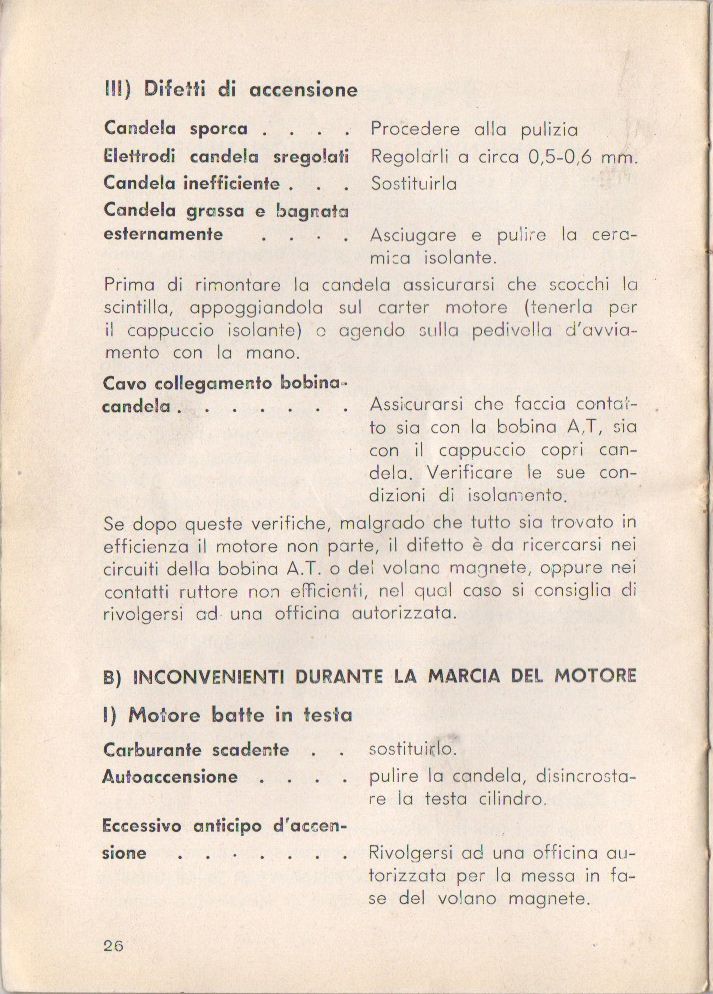 III) Difetti di accensione
Candela sporca . . . . Procedere alla pulizia
Elettrodi candela sregolati Regolarli a circa 0,5-0,6 mm.
Candela inefficiente . . . Sostituirla
Candela grassa e bagnata
esternamente . . . . Asciugare e pulire la cera-
mica isolante.
Prima di rimontare la candela assicurarsi che scocchi la
scintilla, appoggiandola sul carter motore (tenerla per
il cappuccio isolante) e agendo sulla pedivella d'avvia-
mento con la mano.
Cavo collegamento bobina-
candela . . . . . . . Assicurarsi che faccia contat-
to sia con la bobina A,T, sia
con il cappuccio copri can-
dela. Verificare le sue con-
dizioni di isolamento.
Se dopo queste verifiche, malgrado che tutto sia trovato in
efficienza il motore non parte, il difetto è da ricercarsi nei
circuiti della bobina A.T. o del volano magnete, oppure nei
contatti ruttore non efficienti, nel qual caso si consiglia di
rivolgersi ad una officina autorizzata.
B) INCONVENIENTI DURANTE LA MARCIA DEL MOTORE
I) Motore batte in testa
Carburante scadente . . sostituirlo.
Autoaccensione . . . . pulire la candela, disincrosta-
re la testa cilindro.
Eccessivo anticipo d'accen-
sione . . . . . . . Rivolgersi ad una officina au-
torizzata per la messa in fa-
se del volano magnete.
26